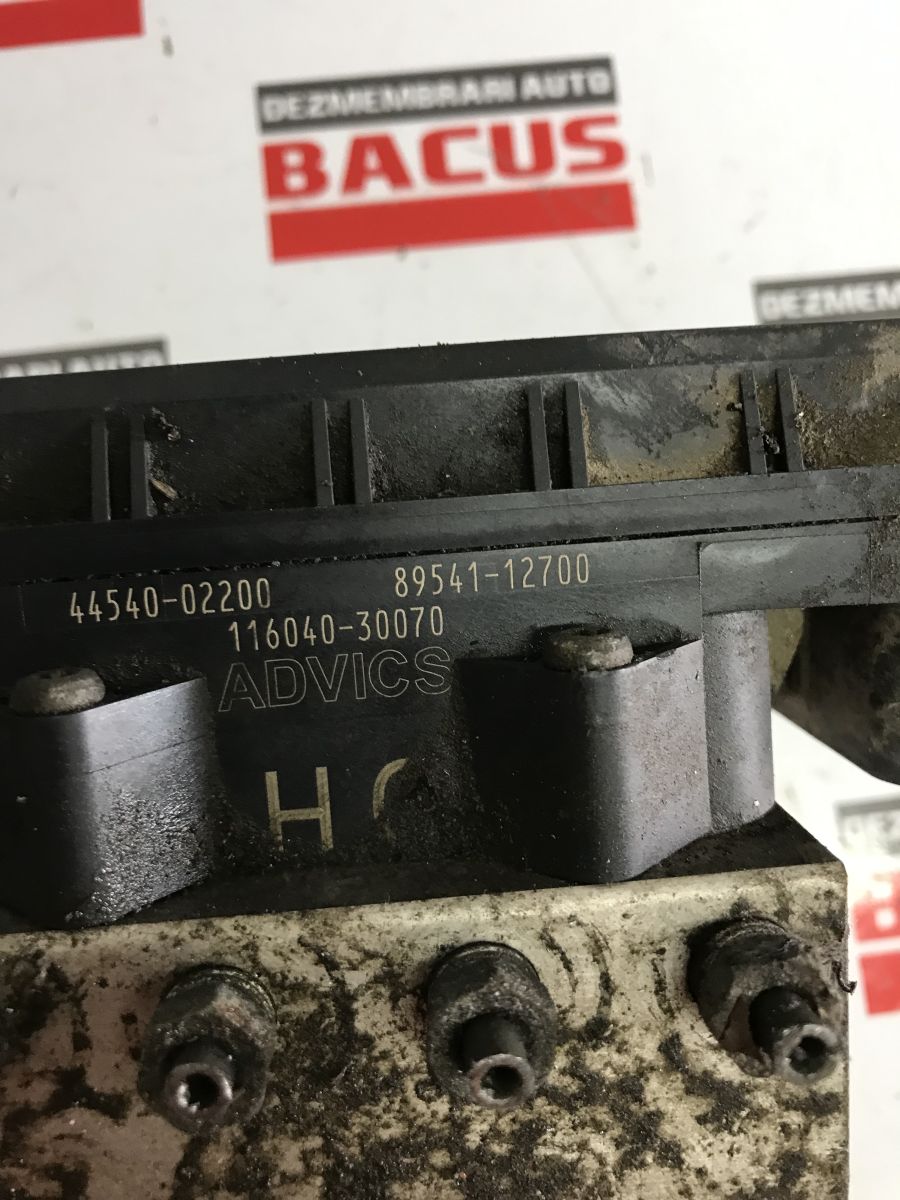 DEZMEMBRARI AUTO
BACUS
44540-02200 89541-12700
116040-30070
ADVICS
H